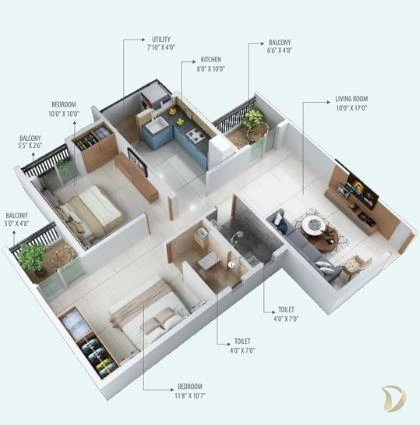 UTILITY
7'10" X 4'0"
KITCHEN
8'0" X 10'0"
BALCONY
6'6" X 4'8"
LIVING ROOM
10'0" X 17'0"
BEDROOM
10'0" X 10'0"
BALCONY
5'5" X 2'6"
BALCONY
5'0" X 4'8"
TOILET
4'0" X 7'0"
TOILET
4'0" X 7'0"
BEDROOM
11'8" X 10'7"